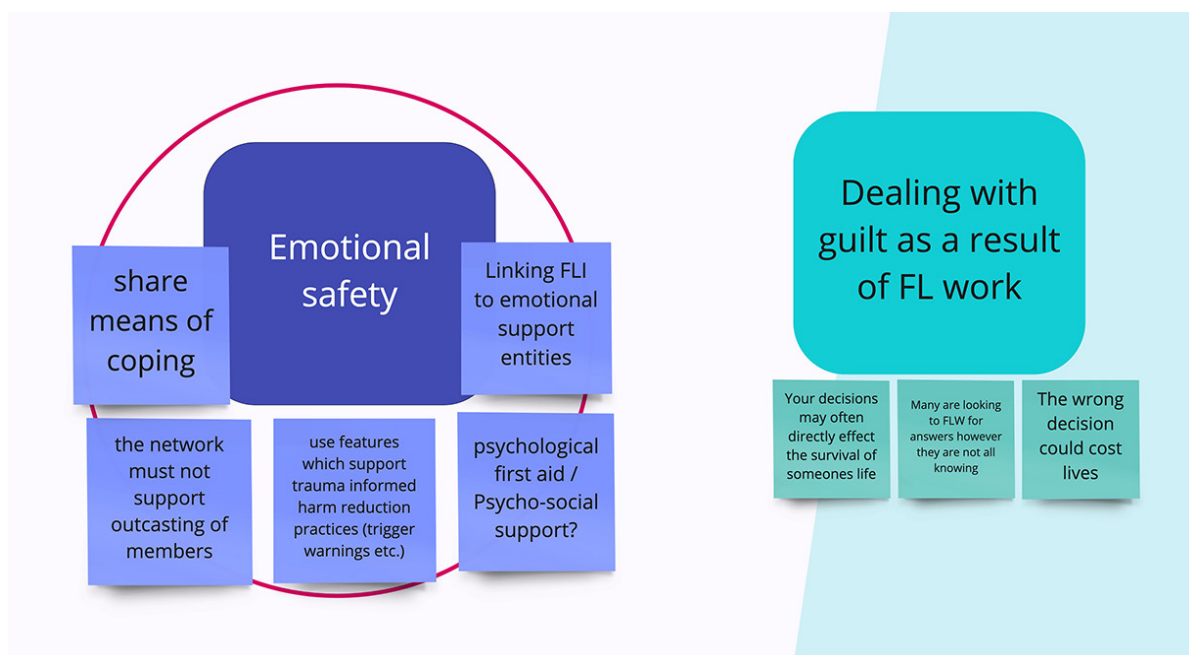 Emotional
safety
share
means of
coping
Linking FLI
to emotional
support
entities
the network
must not
support
outcasting of
members
use features
which support
trauma informed
harm reduction
practices (trigger
warnings etc.)
psychological
first aid /
Psycho-social
support?
Dealing with
guilt as a result
of FL work
Your decisions
may often
directly effect
the survival of
someones life
Many are looking
to FLW for
answers however
they are not all
knowing
The wrong
decision
could cost
lives